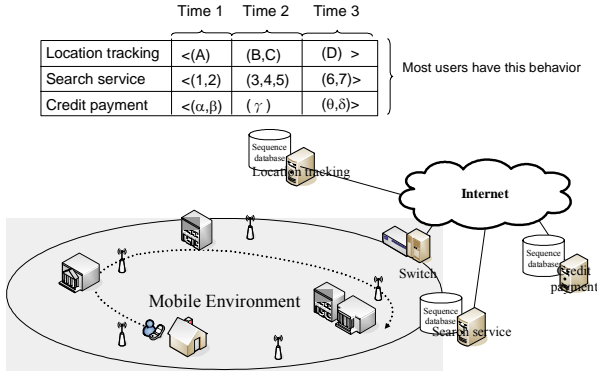 Time 1 Time 2 Time 3
Location tracking <(A) (B,C) (D) >
Search service <(1,2) (3,4,5) (6,7)>
Credit payment <(α,β) (γ) (θ,δ)>
Most users have this behavior
Sequence
database
Location tracking
Internet
Switch
Sequence
database
Credit
payment
Mobile Environment
Sequence
database
Search service